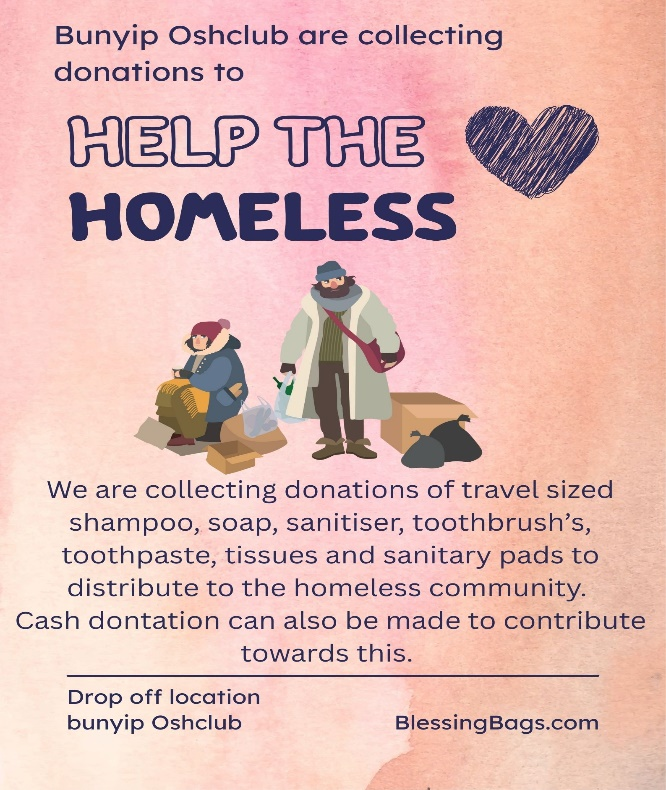 Bunyip Oshclub are collecting
donations to
HELP THE
HOMELESS
We are collecting donations of travel sized
shampoo, soap, sanitiser, toothbrush's,
toothpaste, tissues and sanitary pads to
distribute to the homeless community.
Cash dontation can also be made to contribute
towards this.
Drop off location
bunyip Oshclub
BlessingBags.com